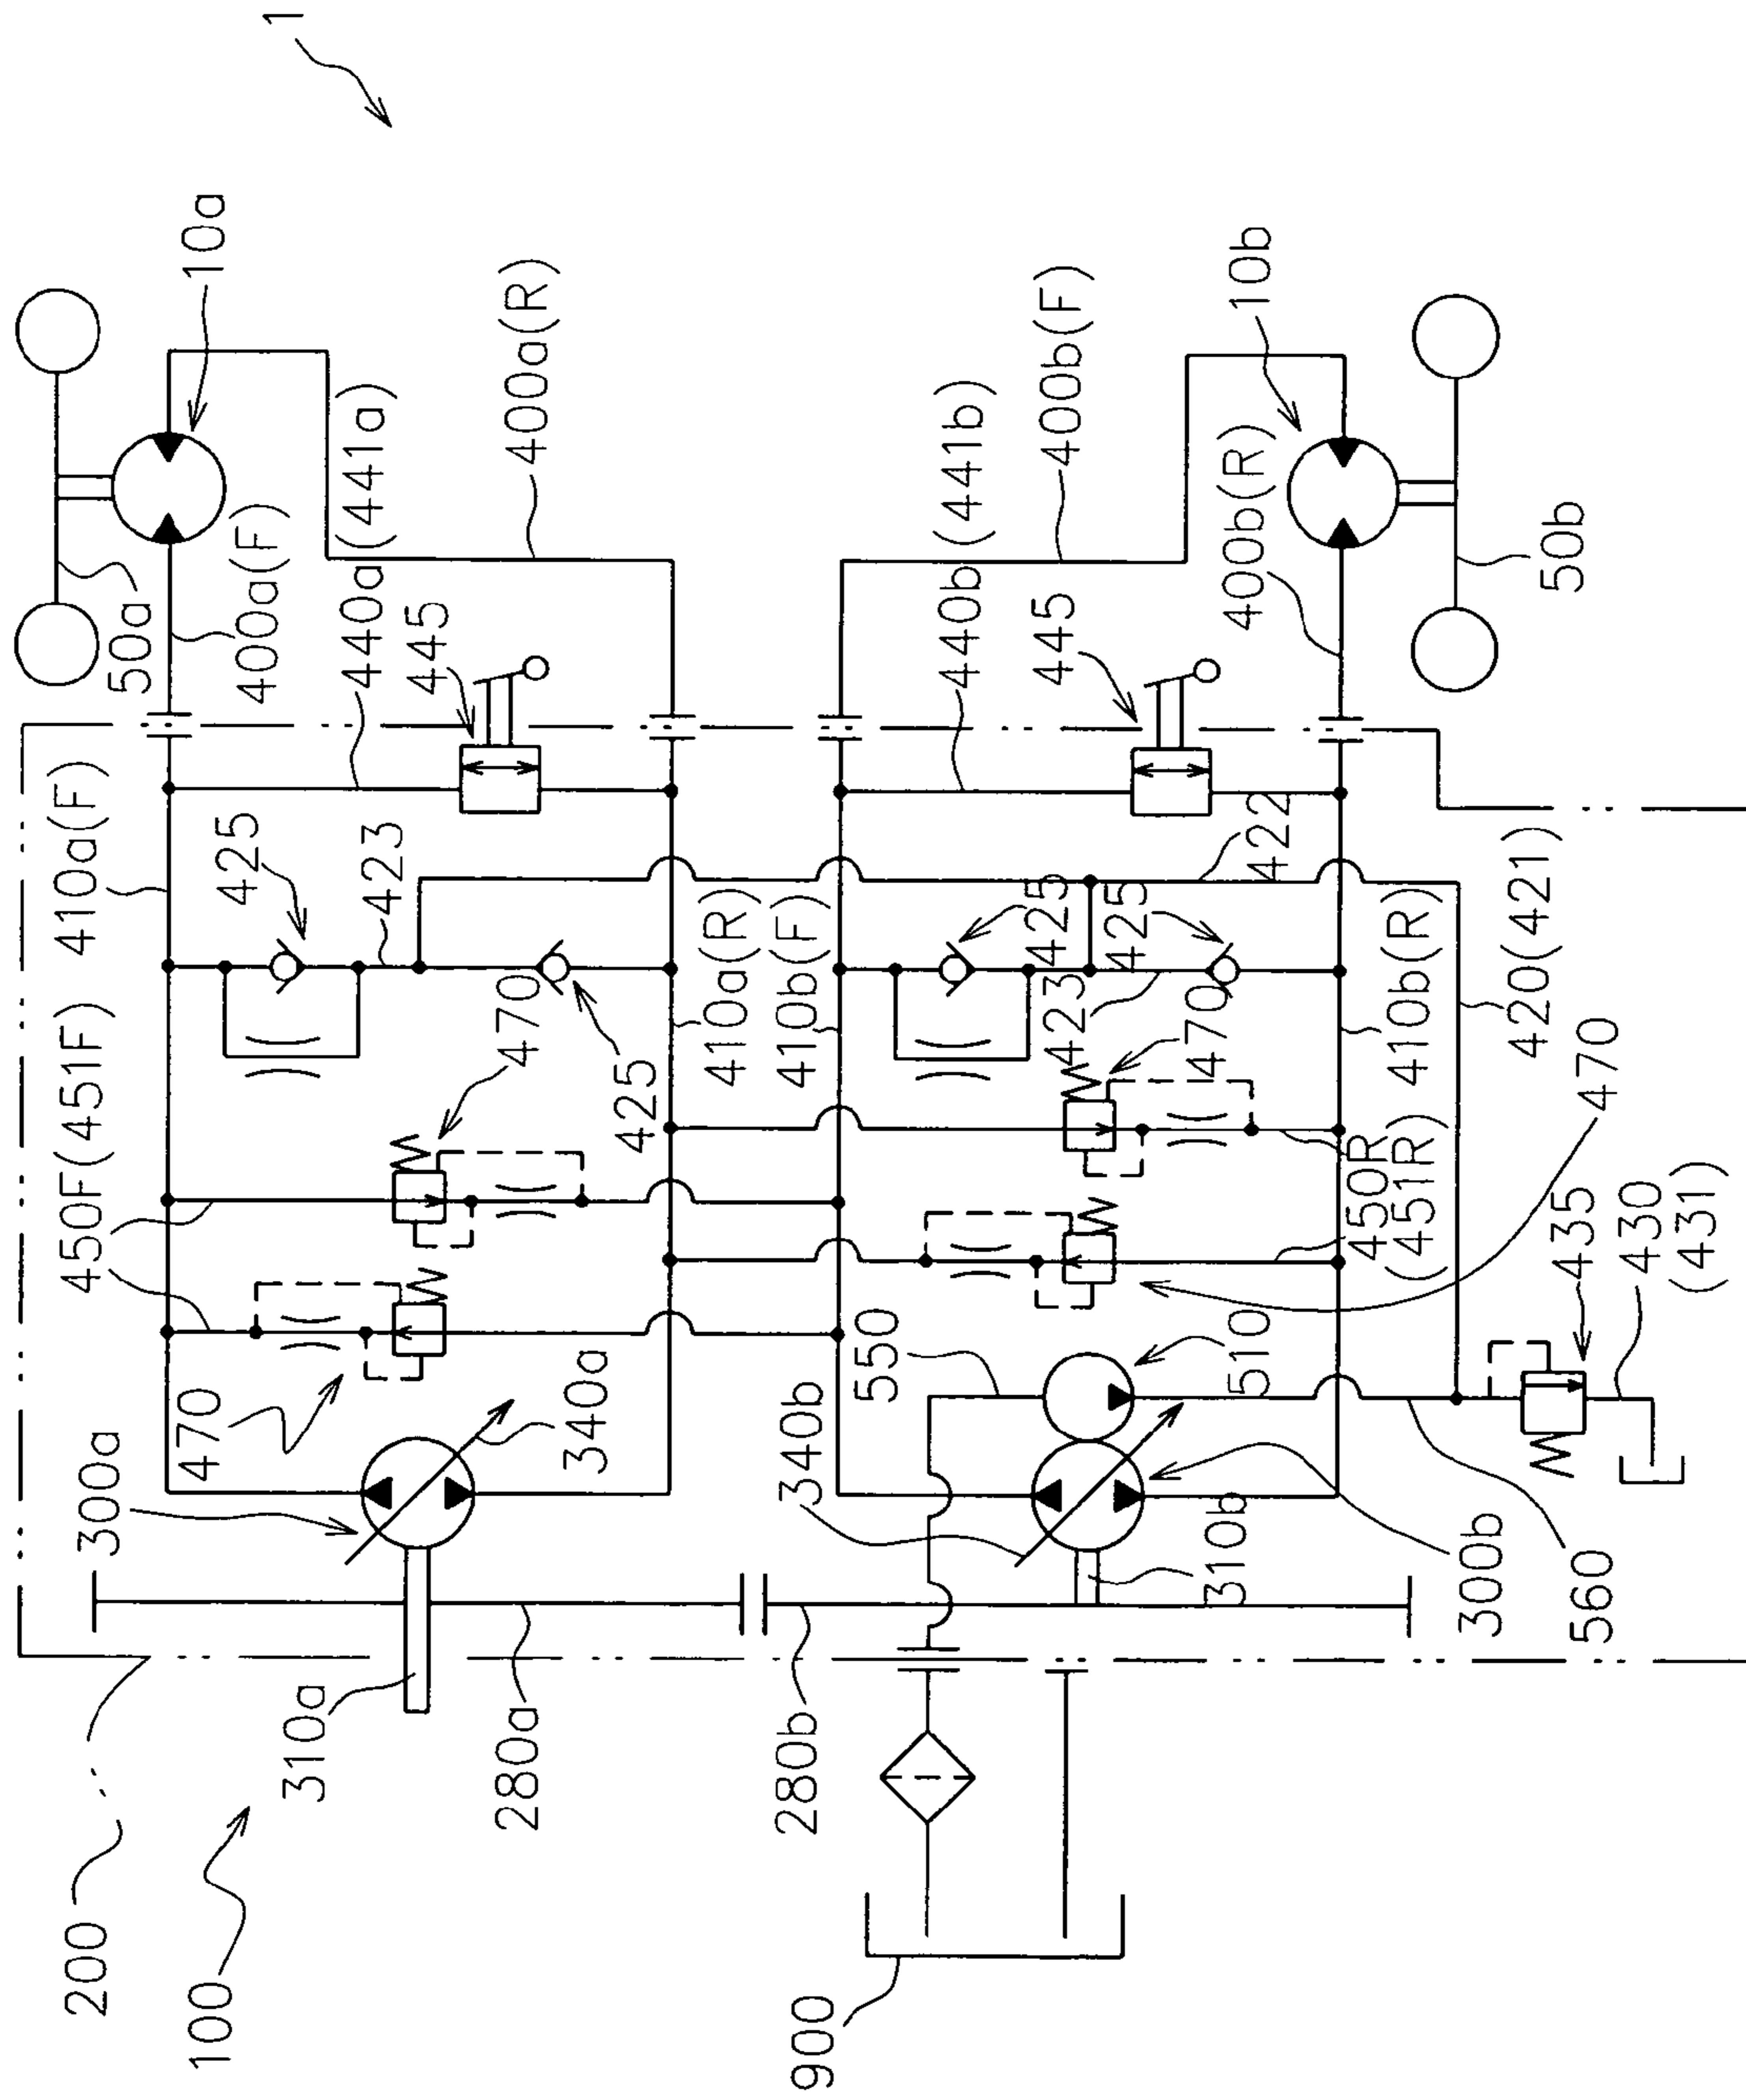 1
10a
50a
400a(F)
440a(441a)
445
400a(R)
400b(F)
440b(441b)
445
10b
400b(R)
50b
410a(F)
425
423
422
410a(R)
410b(F)
425
425
423
410b(R)
420(421)
450F(451F)
470
425
470
450R
(451R)
470
435
430
(431)
470
300a
340a
550
510
340b
310b
300b
560
310a
280a
280b
200
100
900